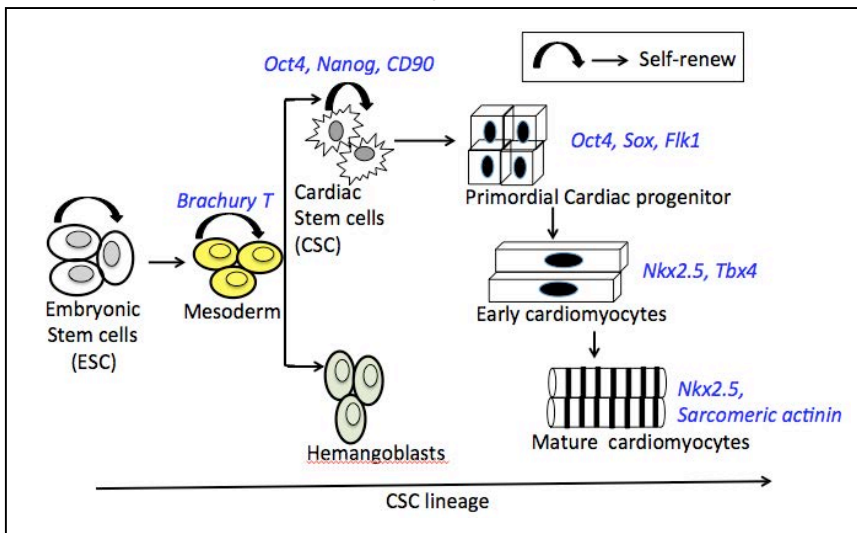 Self-renew
Oct4, Nanog, CD90
Oct4, Sox, Flk1
Primordial Cardiac progenitor
Cardiac
Stem cells
(CSC)
Brachury T
Mesoderm
Embryonic
Stem cells
(ESC)
Nkx2.5, Tbx4
Early cardiomyocytes
Nkx2.5,
Sarcomeric actinin
Mature cardiomyocytes
Hemangoblasts
CSC lineage